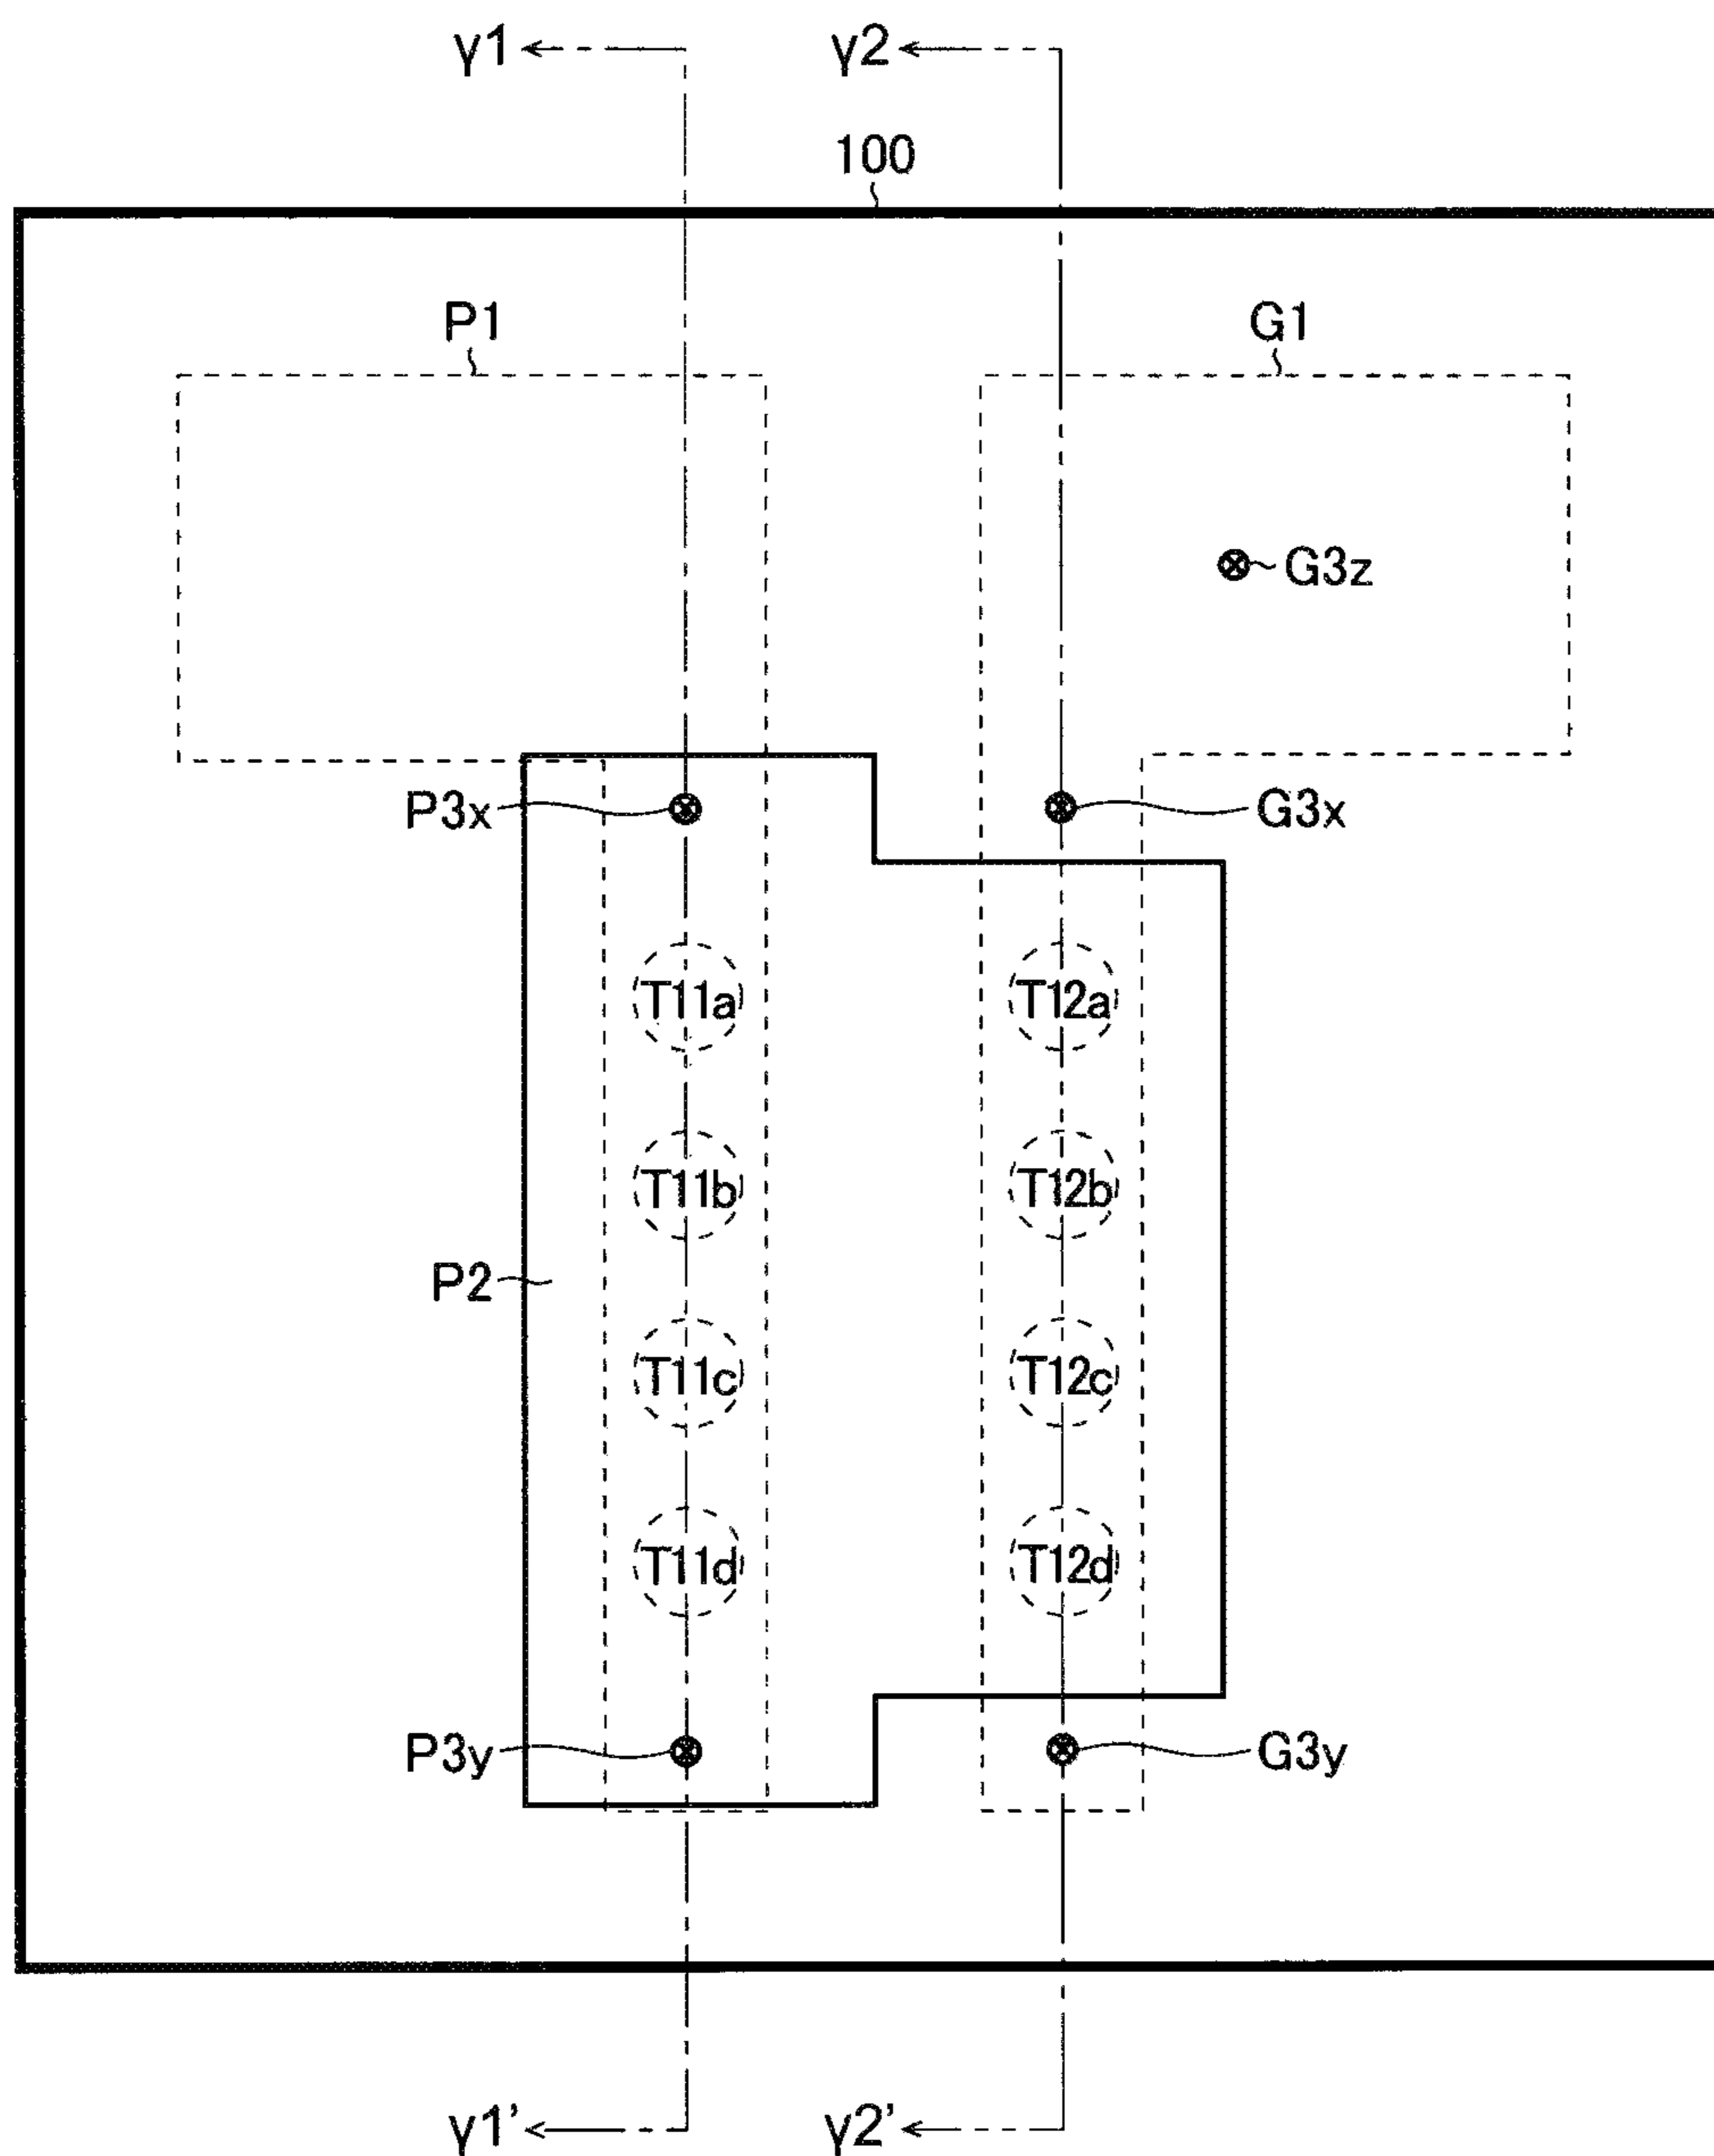 γ1 γ2
100
P1 G1
G3z
P3x G3x
T11a T12a
T11b T12b
P2
T11c T12c
T11d T12d
P3y G3y
γ1’ γ2’